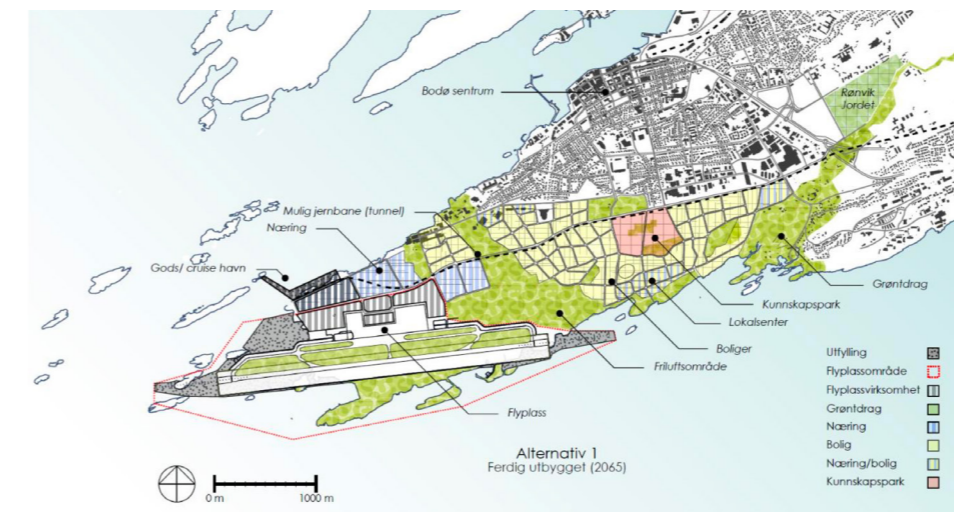 Bodø sentrum
Rønvik
Jordet
Mulig jernbane (tunnel)
Næring
Gods/ cruise havn
Grøntdrag
Kunnskapspark
Lokalsenter
Boliger
Friluftsområde
Flyplass
Utfylling
Flyplassområde
Flyplassvirksomhet
Grøntdrag
Næring
Bolig
Næring/bolig
Kunnskapspark
Alternativ 1
Ferdig utbygget (2065)
0 m 1000 m